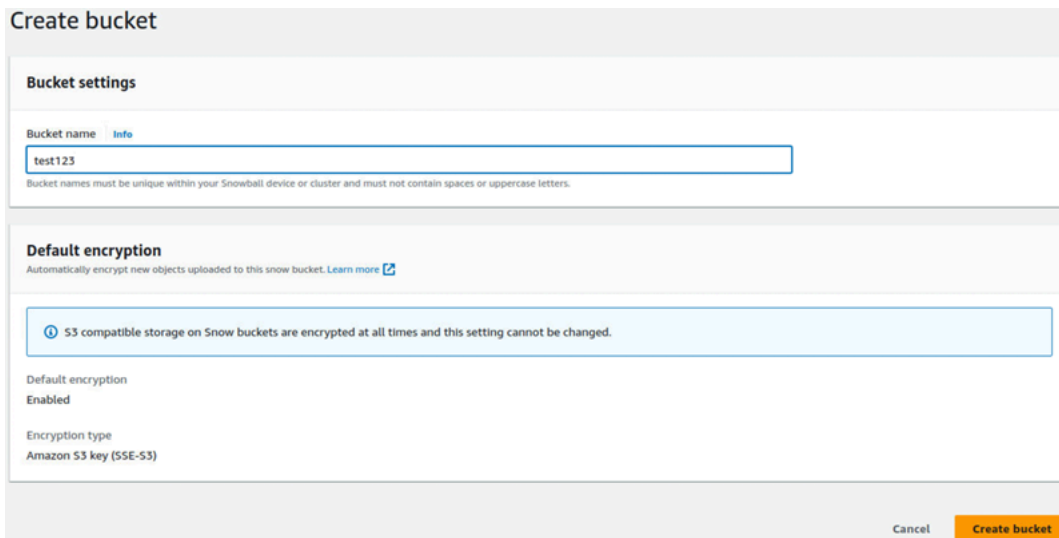 Create bucket
Bucket settings
Bucket name Info
test123
Bucket names must be unique within your Snowball device or cluster and must not contain spaces or uppercase letters.
Default encryption
Automatically encrypt new objects uploaded to this snow bucket. Learn more
S3 compatible storage on Snow buckets are encrypted at all times and this setting cannot be changed.
Default encryption
Enabled
Encryption type
Amazon S3 key (SSE-S3)
Cancel Create bucket